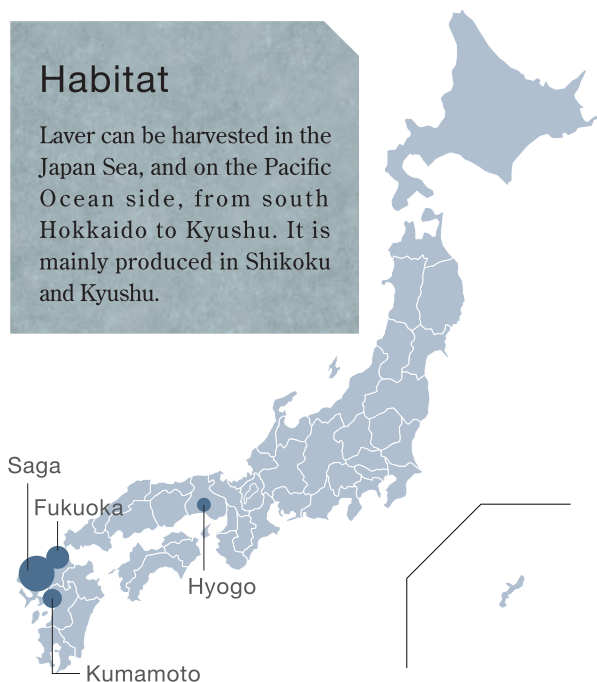 Habitat
Laver can be harvested in the
Japan Sea, and on the Pacific
Ocean side, from south
Hokkaido to Kyushu. It is
mainly produced in Shikoku
and Kyushu.
Saga
Fukuoka
Hyogo
Kumamoto